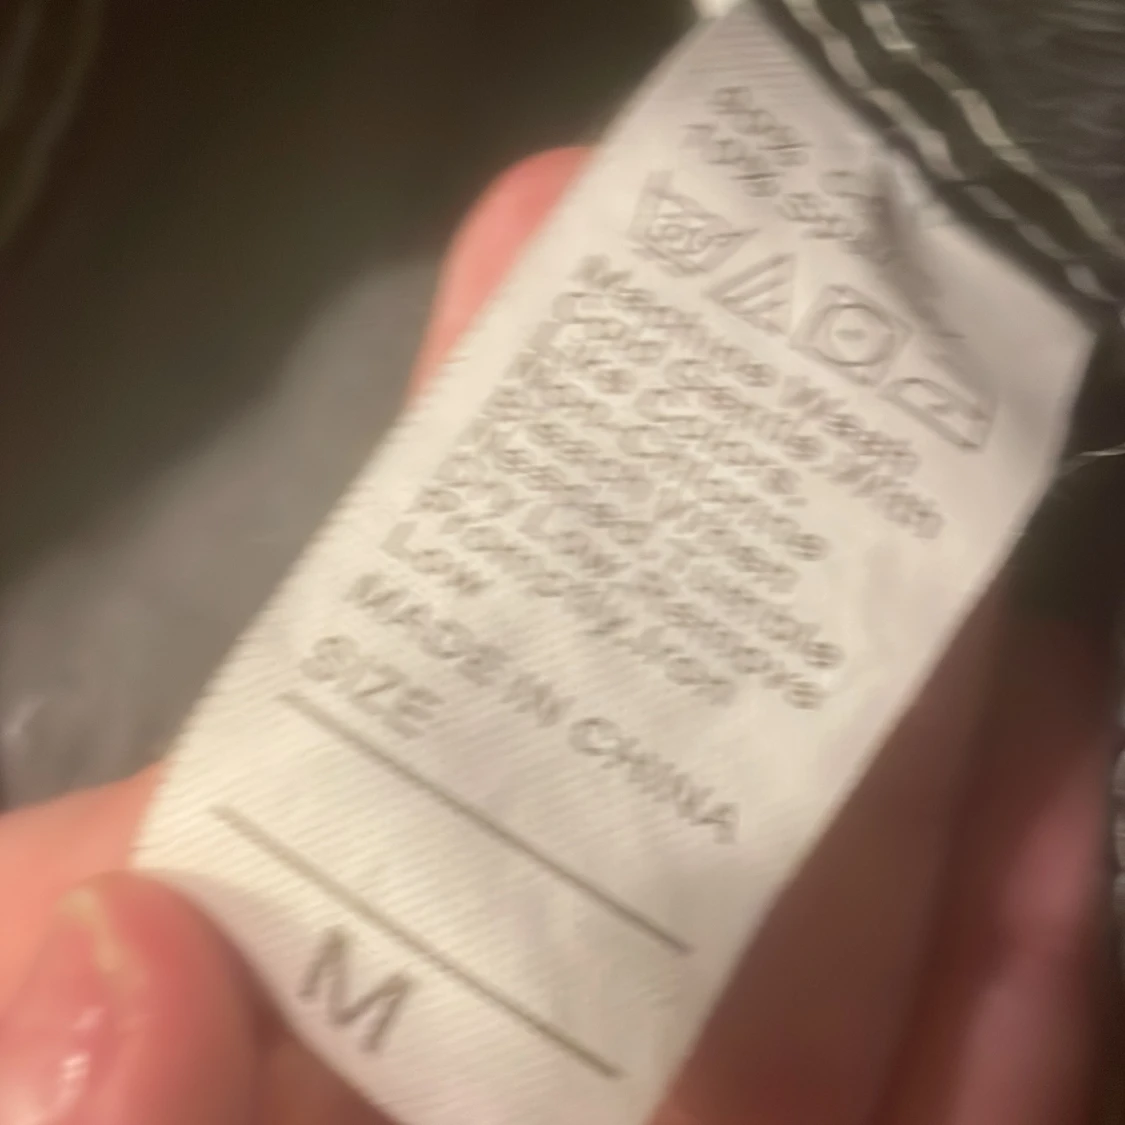 Machine Wash
Cold Gentle, With
Like Colors.
Non-Chlorine
Bleach When
Needed. Tumble
Dry Low. Remove
Promptly. Iron
Low
MADE IN CHINA
SIZE
M